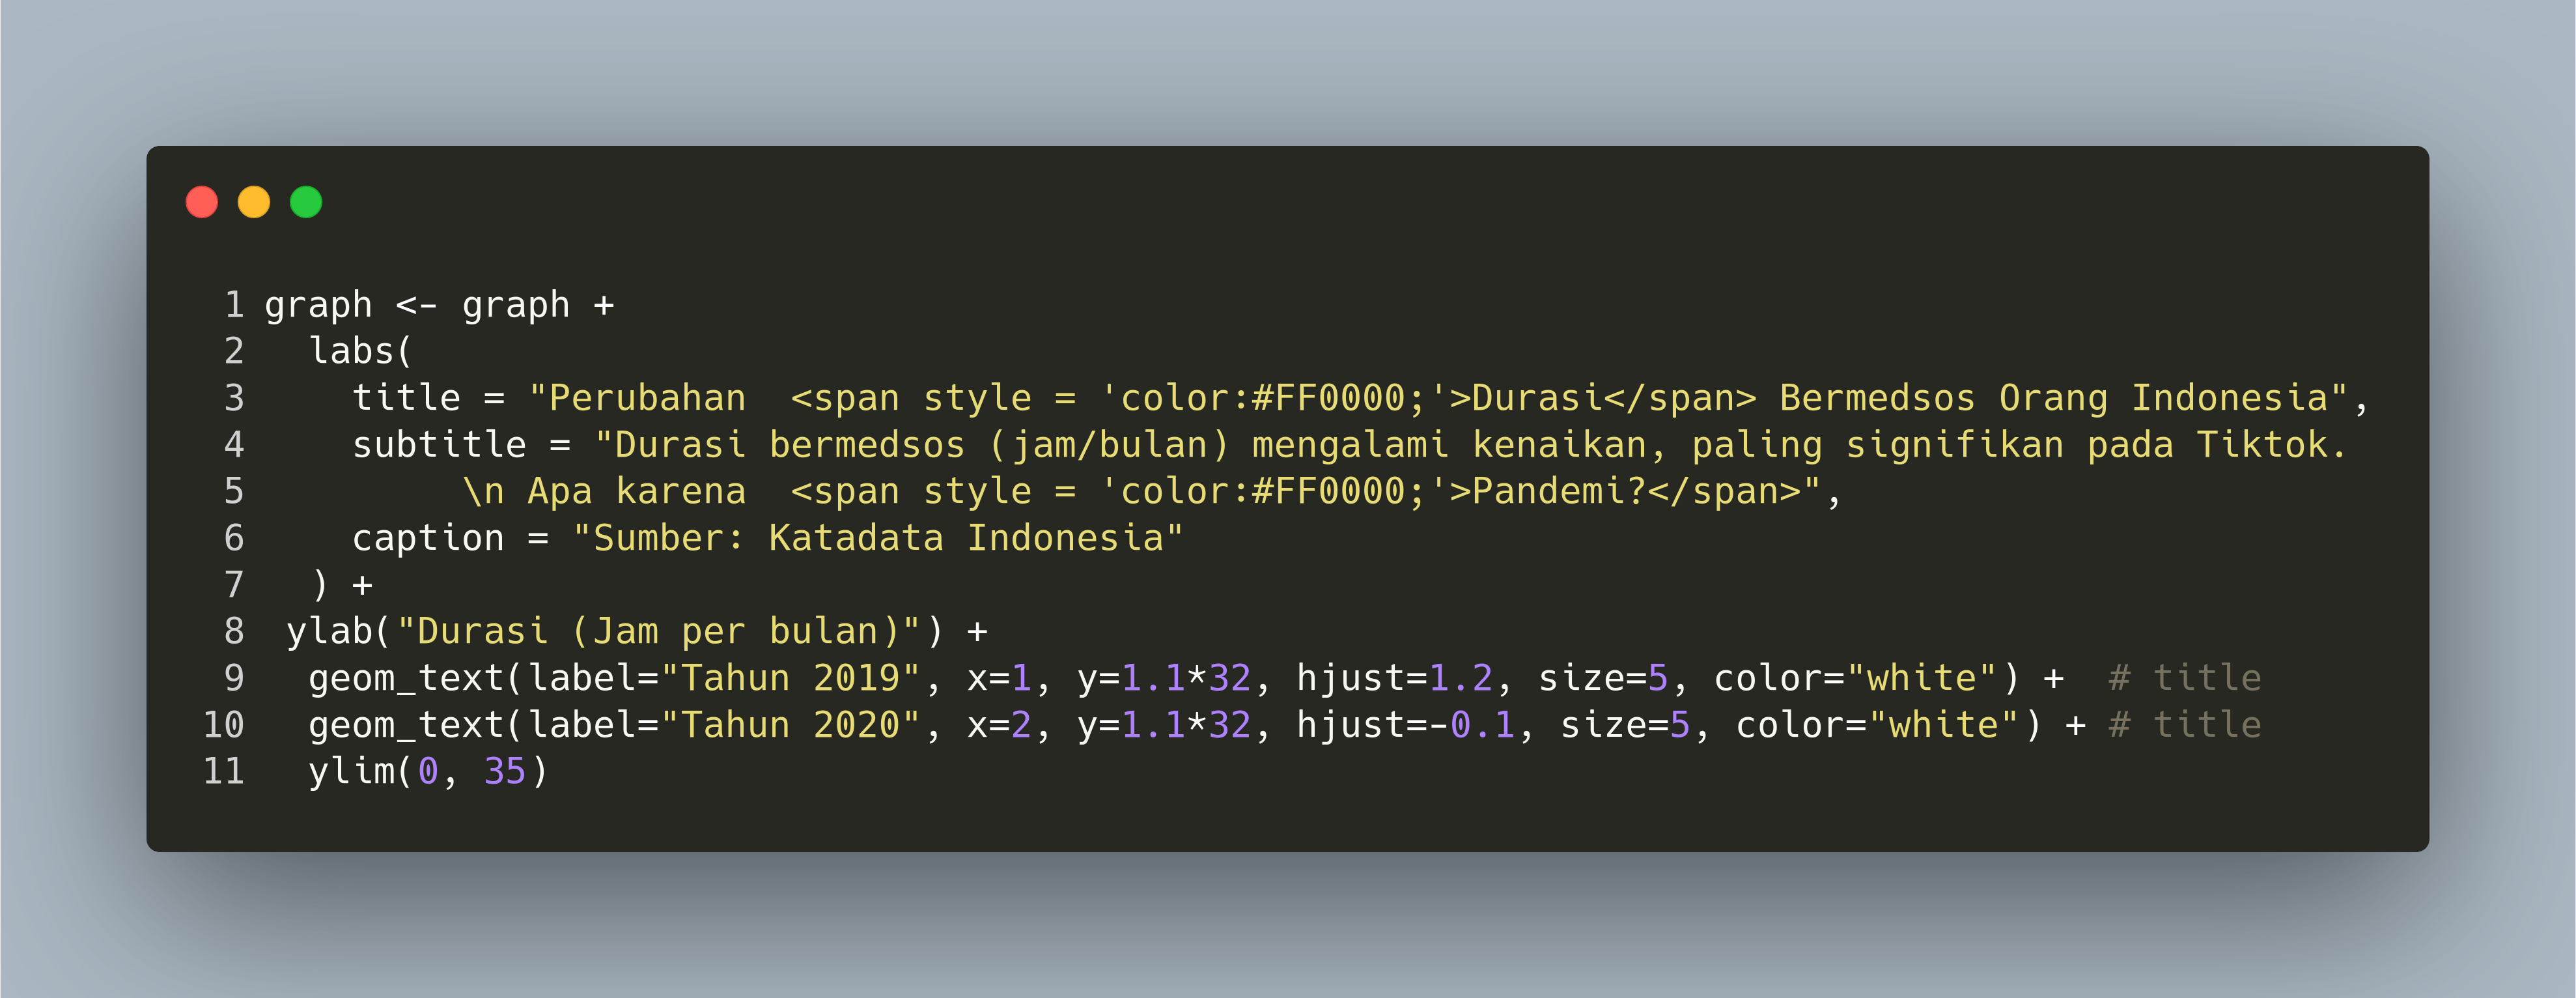 1 graph <- graph +
2   labs(
3     title = "Perubahan  <span style = 'color:#FF0000;'>Durasi</span> Bermedsos Orang Indonesia",
4     subtitle = "Durasi bermedsos (jam/bulan) mengalami kenaikan, paling signifikan pada Tiktok.
5          \n Apa karena  <span style = 'color:#FF0000;'>Pandemi?</span>",
6     caption = "Sumber: Katadata Indonesia"
7   ) +
8  ylab("Durasi (Jam per bulan)") +
9   geom_text(label="Tahun 2019", x=1, y=1.1*32, hjust=1.2, size=5, color="white") +  # title
10   geom_text(label="Tahun 2020", x=2, y=1.1*32, hjust=-0.1, size=5, color="white") + # title
11   ylim(0, 35)